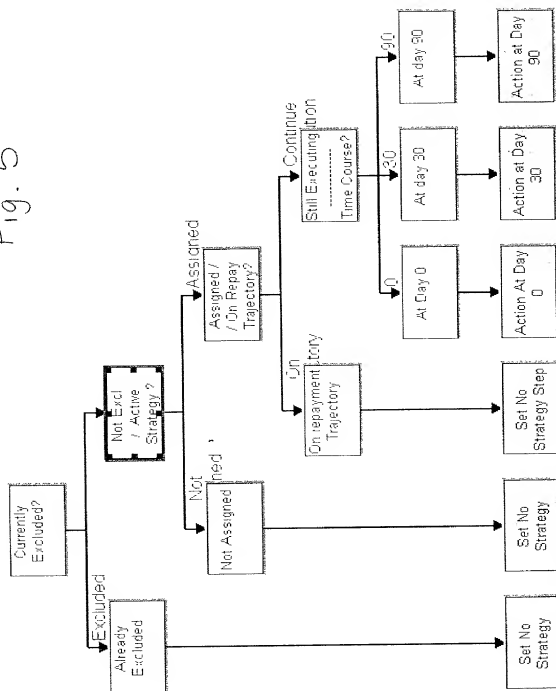 Fig. 5
Currently
Excluded?
Excluded
Already
Excluded
Not Excl
/ Active
Strategy ?
Not
ned'
Not Assigned
Assigned
Assigned /
/ On Repay
Trajectory?
On
tory
On repayment
Trajectory
Continue
Still Executing
ition
Time Course?
0
30
90
At Day 0
At day 30
At day 90
Set No
Strategy
Set No
Strategy
Set No
Strategy Step
Action At Day
0
Action at Day
30
Action at Day
90